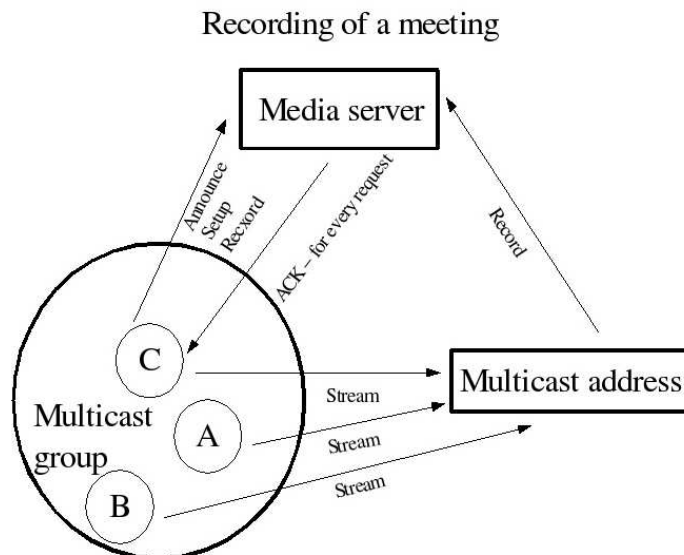 Recording of a meeting
Media server
Announce
Setup
Recxord
ACK – for every request
Record
C
Stream
Multicast address
Multicast
group
A
Stream
B
Stream